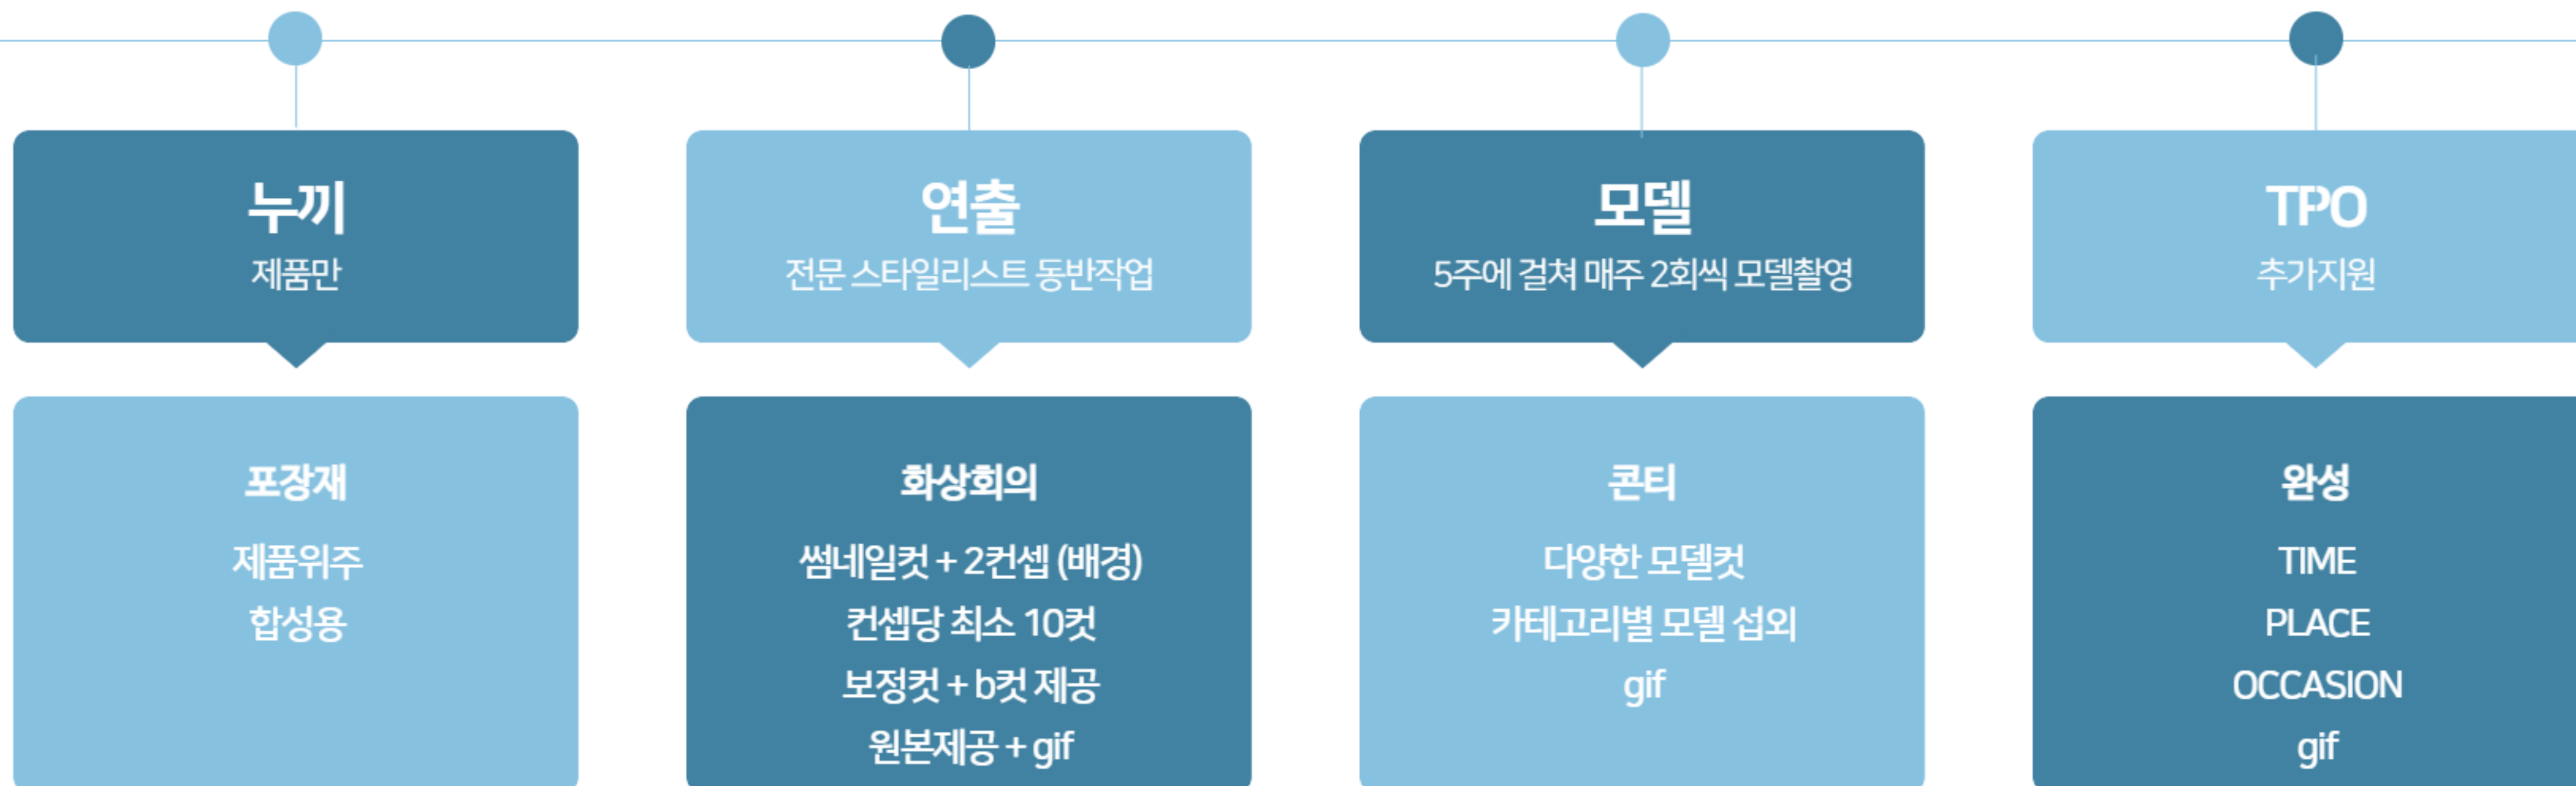 누끼
제품만
연출
전문 스타일리스트 동반작업
모델
5주에 걸쳐 매주 2회씩 모델촬영
TPO
추가지원
포장재
제품위주
합성용
화상회의
썸네일컷 + 2컨셉 (배경)
컨셉당 최소 10컷
보정컷 + b컷 제공
원본제공 + gif
콘티
다양한 모델컷
카테고리별 모델 섭외
gif
완성
TIME
PLACE
OCCASION
gif